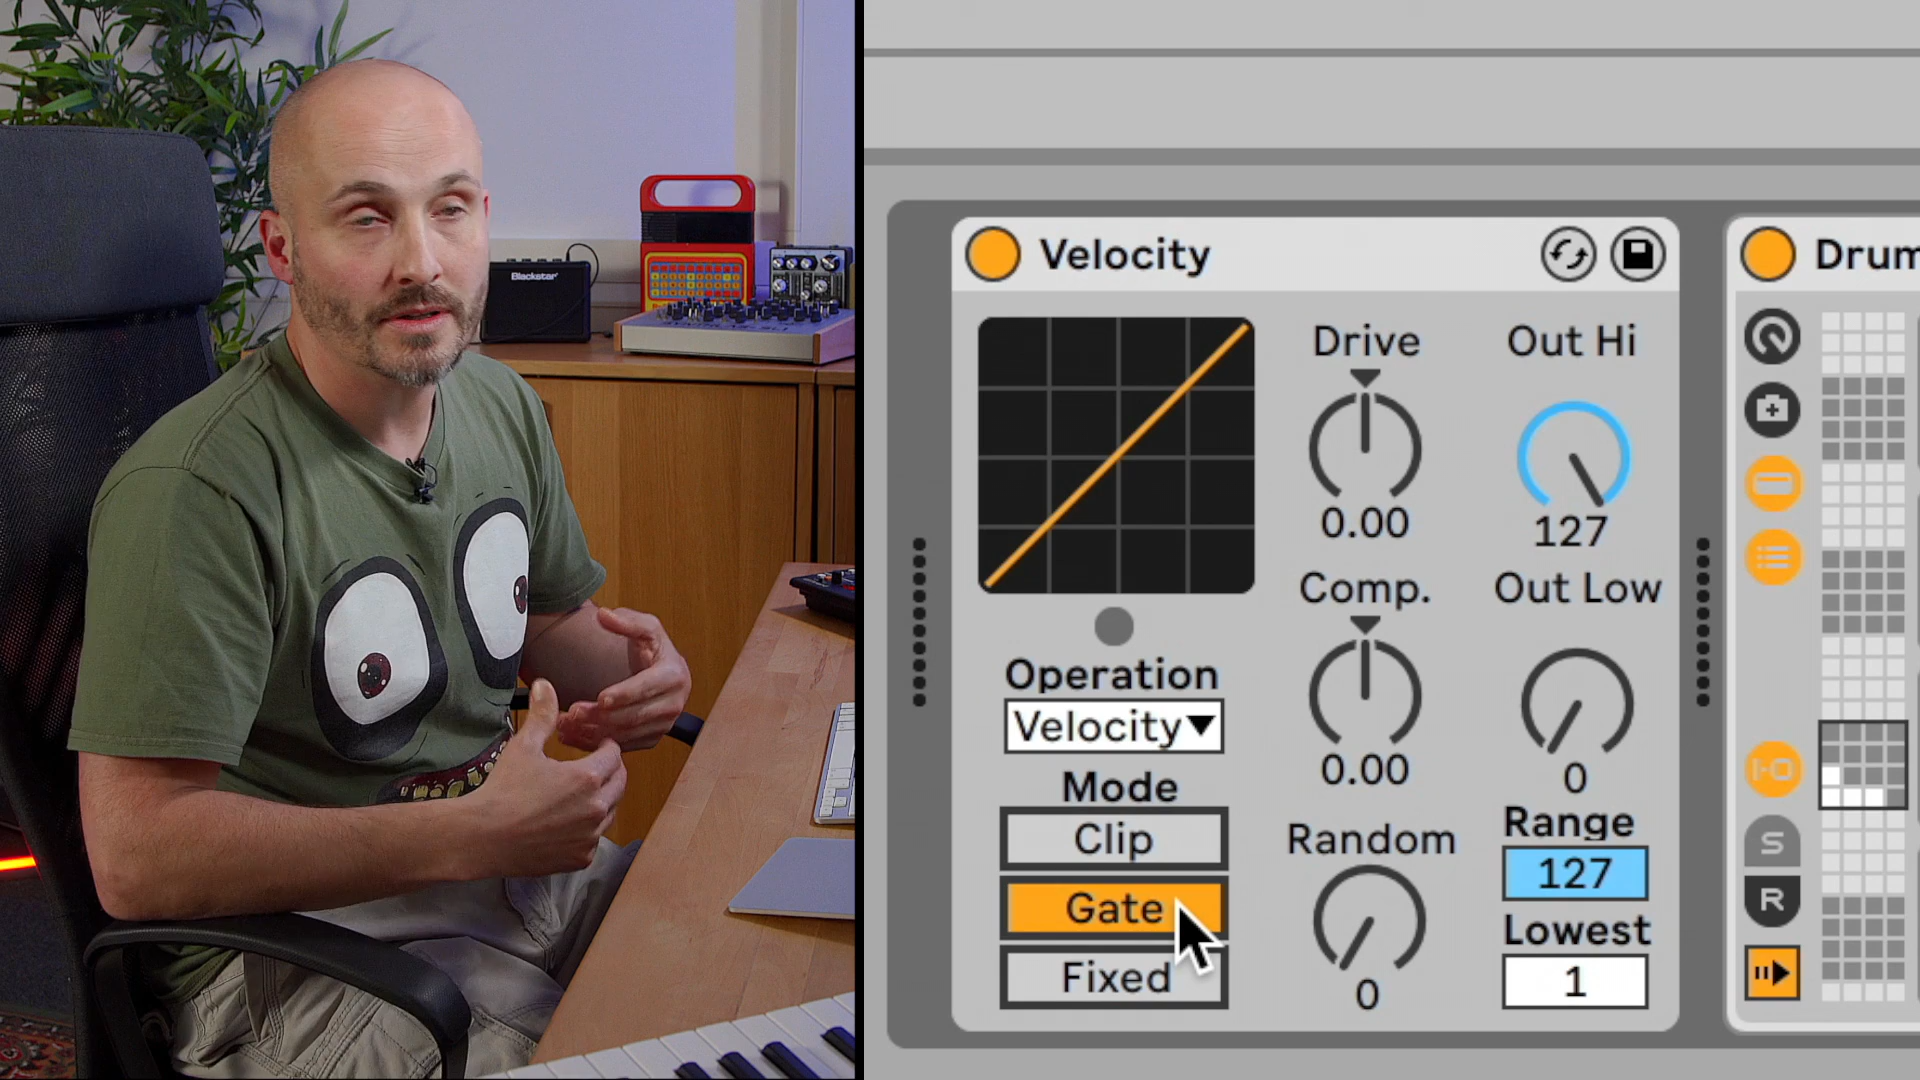 Blackstar
Velocity
Drum
Drive
Out Hi
0.00
127
Comp.
Out Low
Operation
Velocity
0.00
0
Mode
Clip
Random
Range
127
Gate
Lowest
Fixed
0
1
S
R